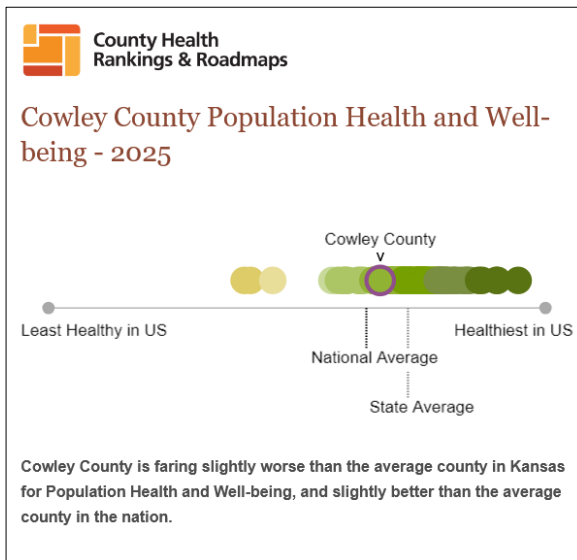 County Health
Rankings & Roadmaps
Cowley County Population Health and Well-
being - 2025
Cowley County
v
Least Healthy in US
Healthiest in US
National Average
State Average
Cowley County is faring slightly worse than the average county in Kansas
for Population Health and Well-being, and slightly better than the average
county in the nation.